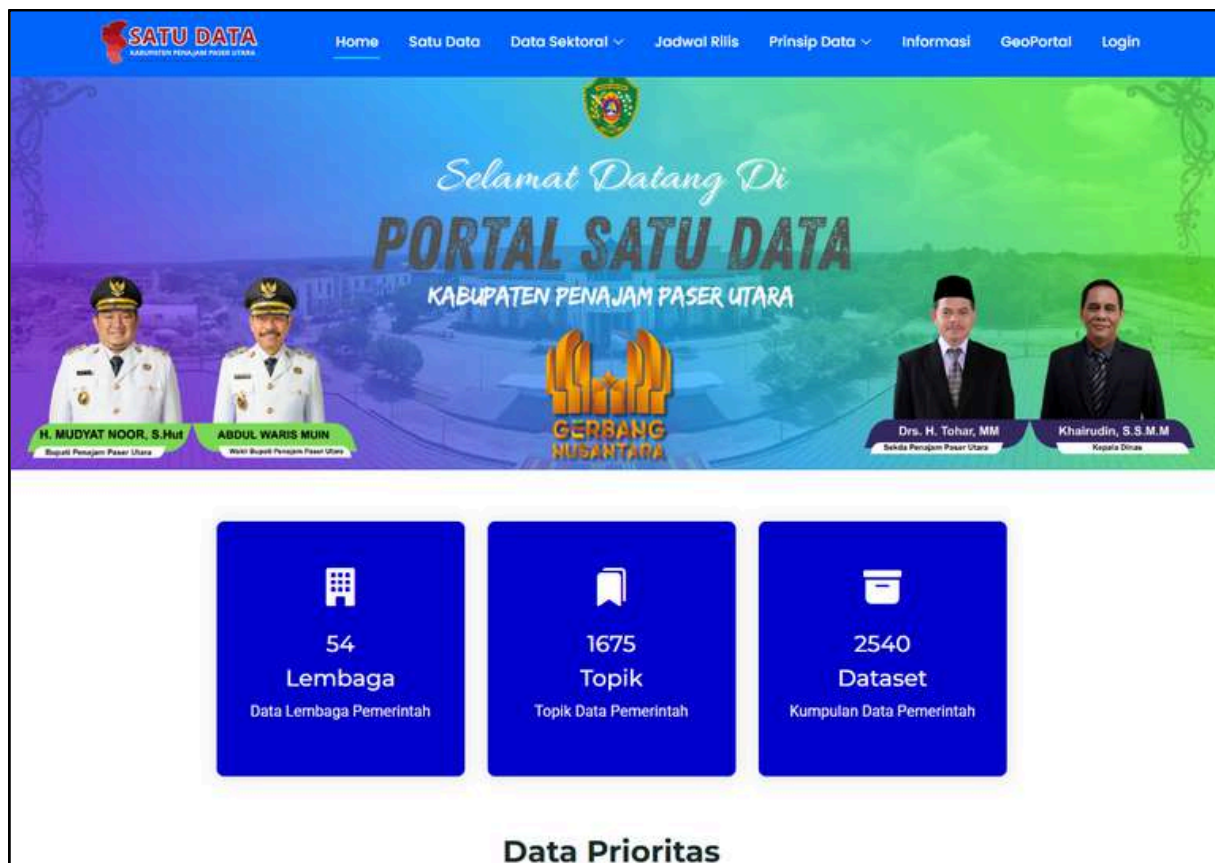 SATU DATA
KABUPATEN PENAJAM PASER UTARA
Home Satu Data Data Sektoral Jadwal Rilis Prinsip Data Informasi GeoPortal Login
Selamat Datang Di
PORTAL SATU DATA
KABUPATEN PENAJAM PASER UTARA
GERBANG
NUSANTARA
H. MUDYAT NOOR, S.Hut
Bupati Penajam Paser Utara
ABDUL WARIS MUIN
Wakil Bupati Penajam Paser Utara
Drs. H. Tohar, MM
Sekda Penajam Paser Utara
Khairudin, S.S.M.M
Kepala Dinas
54
Lembaga
Data Lembaga Pemerintah
1675
Topik
Topik Data Pemerintah
2540
Dataset
Kumpulan Data Pemerintah
Data Prioritas